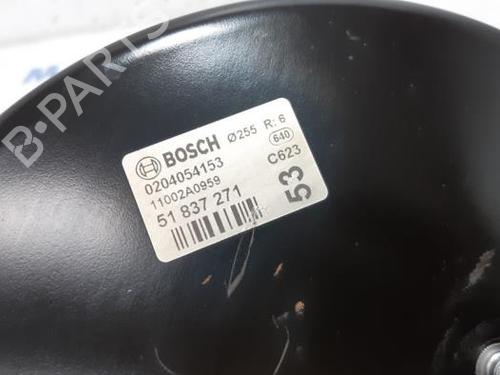 B-PARTS
BOSCH Ø255 R: 6
640
0204054153 C623
11002A0959
51 837 271
53